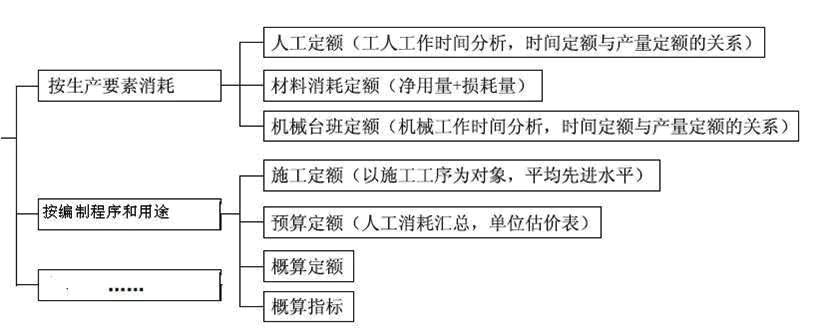 人工定额（工人工作时间分析，时间定额与产量定额的关系）
按生产要素消耗
材料消耗定额（净用量+损耗量）
机械台班定额（机械工作时间分析，时间定额与产量定额的关系）
施工定额（以施工工序为对象，平均先进水平）
按编制程序和用途
预算定额（人工消耗汇总，单位估价表）
概算定额
……
概算指标